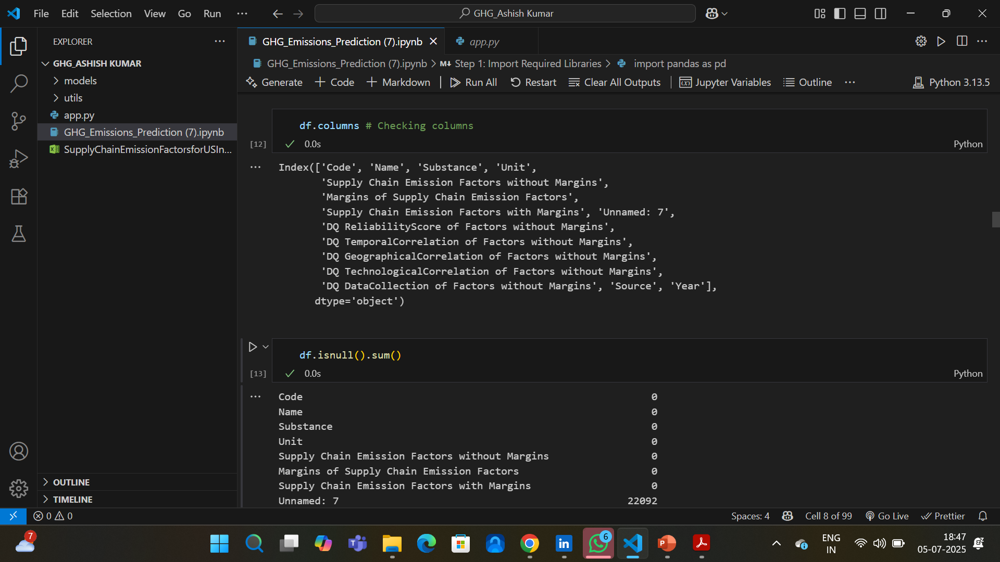 File Edit Selection View Go Run ...
GHG_Ashish Kumar
EXPLORER
GHG_ASHISH KUMAR
models
utils
app.py
GHG_Emissions_Prediction (7).ipynb
SupplyChainEmissionFactorsforUSIn...
OUTLINE
TIMELINE
GHG_Emissions_Prediction (7).ipynb
app.py
GHG_Emissions_Prediction (7).ipynb > M↓ Step 1: Import Required Libraries > import pandas as pd
Generate + Code + Markdown | Run All Restart Clear All Outputs | Jupyter Variables Outline ... Python 3.13.5
df.columns # Checking columns
[12] 0.0s Python
Index(['Code', 'Name', 'Substance', 'Unit',
'Supply Chain Emission Factors without Margins',
'Margins of Supply Chain Emission Factors',
'Supply Chain Emission Factors with Margins', 'Unnamed: 7',
'DQ ReliabilityScore of Factors without Margins',
'DQ TemporalCorrelation of Factors without Margins',
'DQ GeographicalCorrelation of Factors without Margins',
'DQ TechnologicalCorrelation of Factors without Margins',
'DQ DataCollection of Factors without Margins', 'Source', 'Year'],
dtype='object')
df.isnull().sum()
[13] 0.0s Python
Code 0
Name 0
Substance 0
Unit 0
Supply Chain Emission Factors without Margins 0
Margins of Supply Chain Emission Factors 0
Supply Chain Emission Factors with Margins 0
Unnamed: 7 22092
0 0 Spaces: 4 Cell 8 of 99 Go Live Prettier
7
6
ENG
IN
18:47
05-07-2025